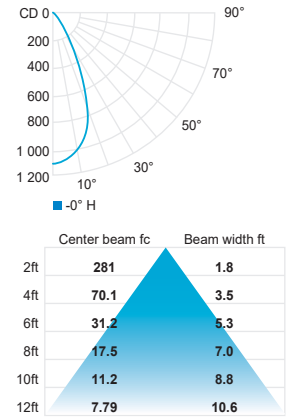 CD 0
90°
200
400
70°
600
800
50°
1 000
30°
1 200
10°
-0° H
Center beam fc Beam width ft
2ft 281 1.8
4ft 70.1 3.5
6ft 31.2 5.3
8ft 17.5 7.0
10ft 11.2 8.8
12ft 7.79 10.6